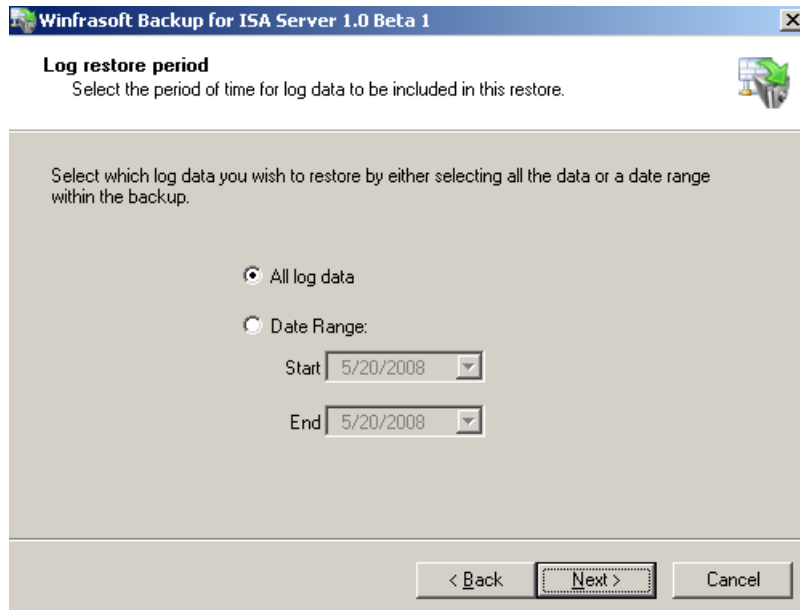 Winfrasoft Backup for ISA Server 1.0 Beta 1
Log restore period
Select the period of time for log data to be included in this restore.
Select which log data you wish to restore by either selecting all the data or a date range
within the backup.
All log data
Date Range:
Start 5/20/2008
End 5/20/2008
< Back Next > Cancel